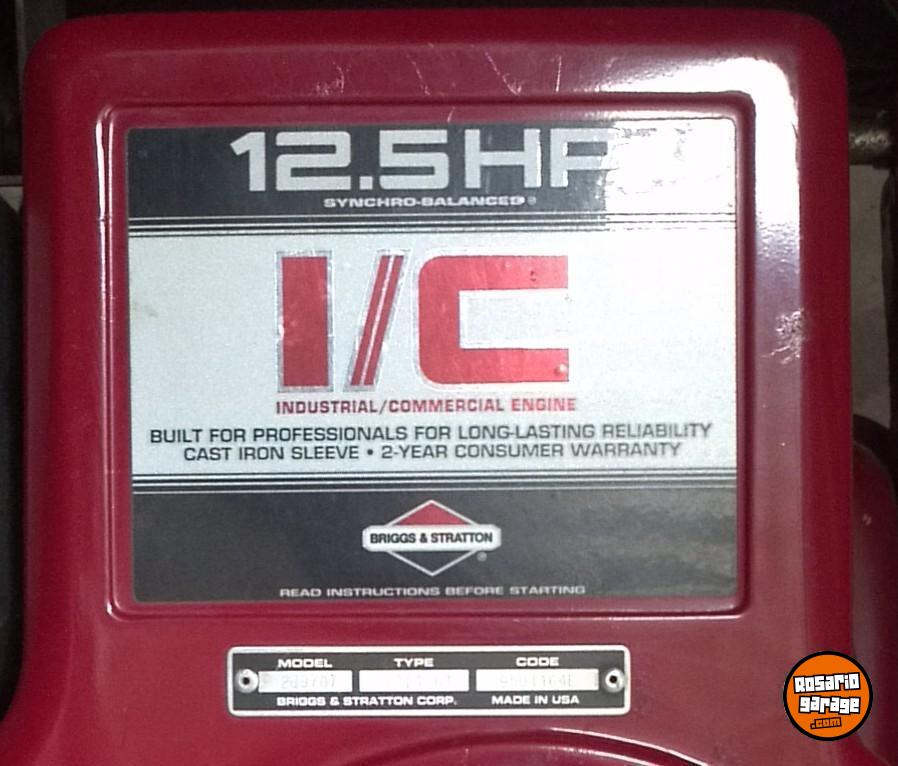 12.5 HP
SYNCHRO-BALANCED®
I/C
INDUSTRIAL/COMMERCIAL ENGINE
BUILT FOR PROFESSIONALS FOR LONG-LASTING RELIABILITY
CAST IRON SLEEVE • 2-YEAR CONSUMER WARRANTY
BRIGGS & STRATTON
®
READ INSTRUCTIONS BEFORE STARTING
MODEL TYPE CODE
BRIGGS & STRATTON CORP. MADE IN USA
Rosario
garage
.com